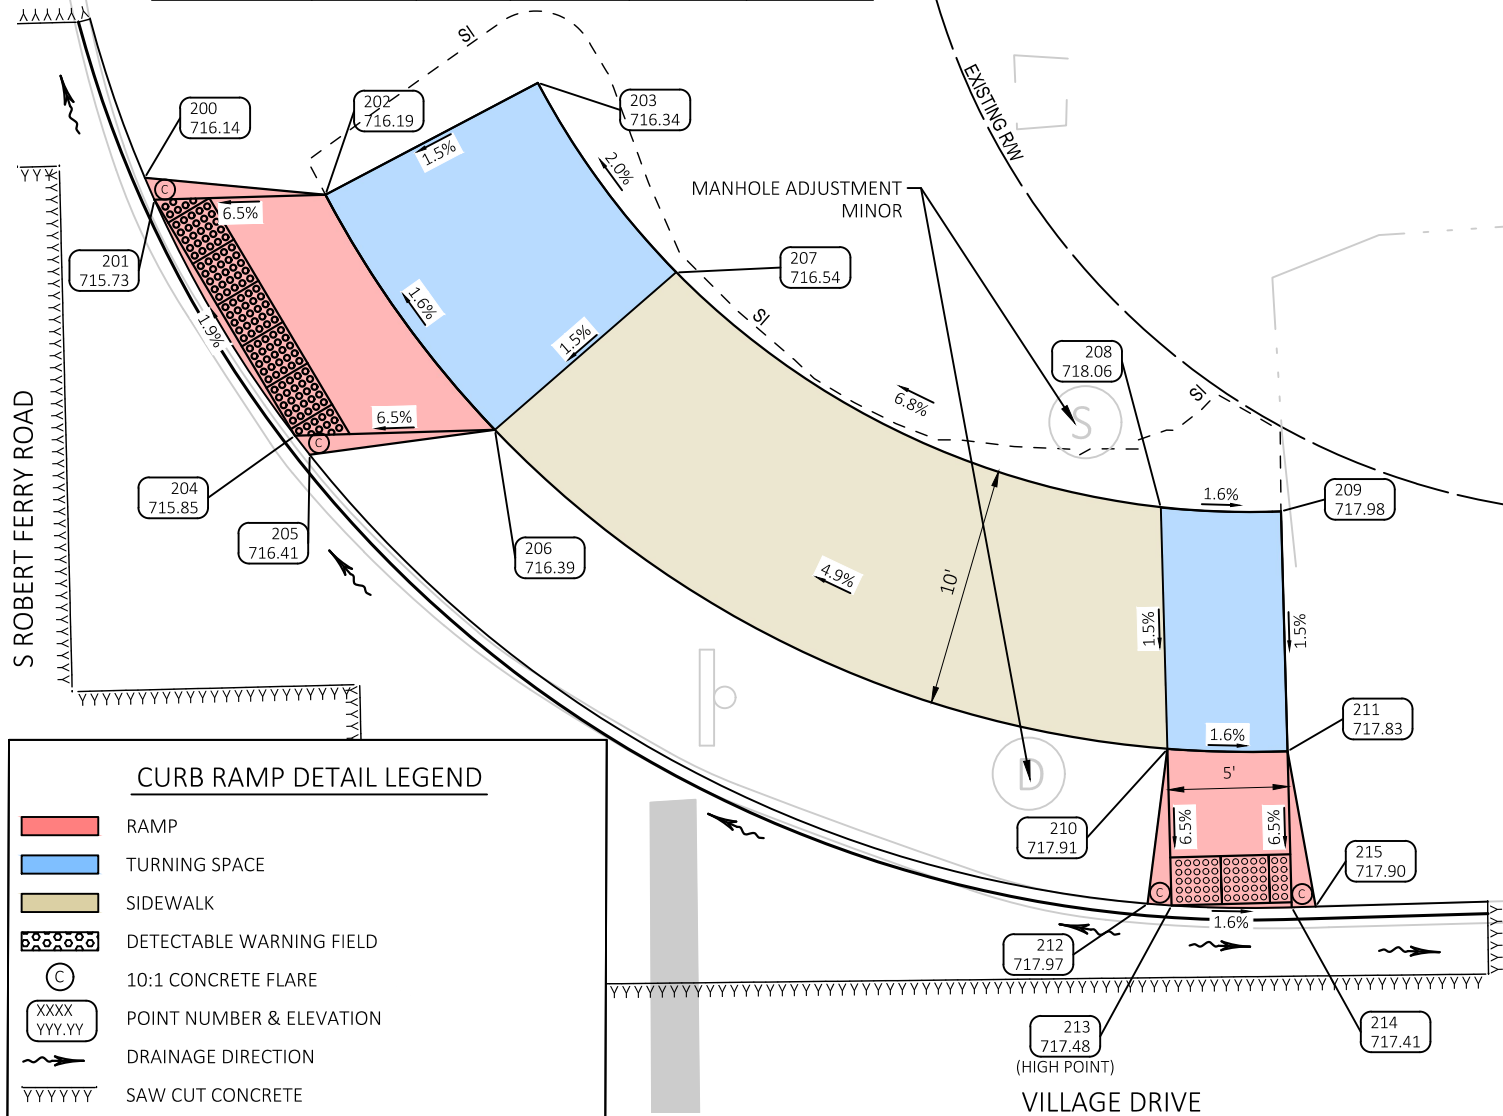 SI
200
716.14
202
716.19
203
716.34
EXISTING R/W
1.5%
2.0%
MANHOLE ADJUSTMENT
MINOR
C
6.5%
201
715.73
207
716.54
1.6%
1.9%
1.5%
SI
208
718.06
SI
6.8%
S
6.5%
C
204
715.85
205
716.41
206
716.39
1.6%
209
717.98
S ROBERT FERRY ROAD
4.9%
10'
1.5%
1.5%
211
717.83
1.6%
D
5'
210
717.91
6.5%
6.5%
215
717.90
C
C
1.6%
212
717.97
213
717.48
(HIGH POINT)
214
717.41
VILLAGE DRIVE
CURB RAMP DETAIL LEGEND
RAMP
TURNING SPACE
SIDEWALK
DETECTABLE WARNING FIELD
C
10:1 CONCRETE FLARE
XXXX
YYY.YY
POINT NUMBER & ELEVATION
DRAINAGE DIRECTION
SAW CUT CONCRETE